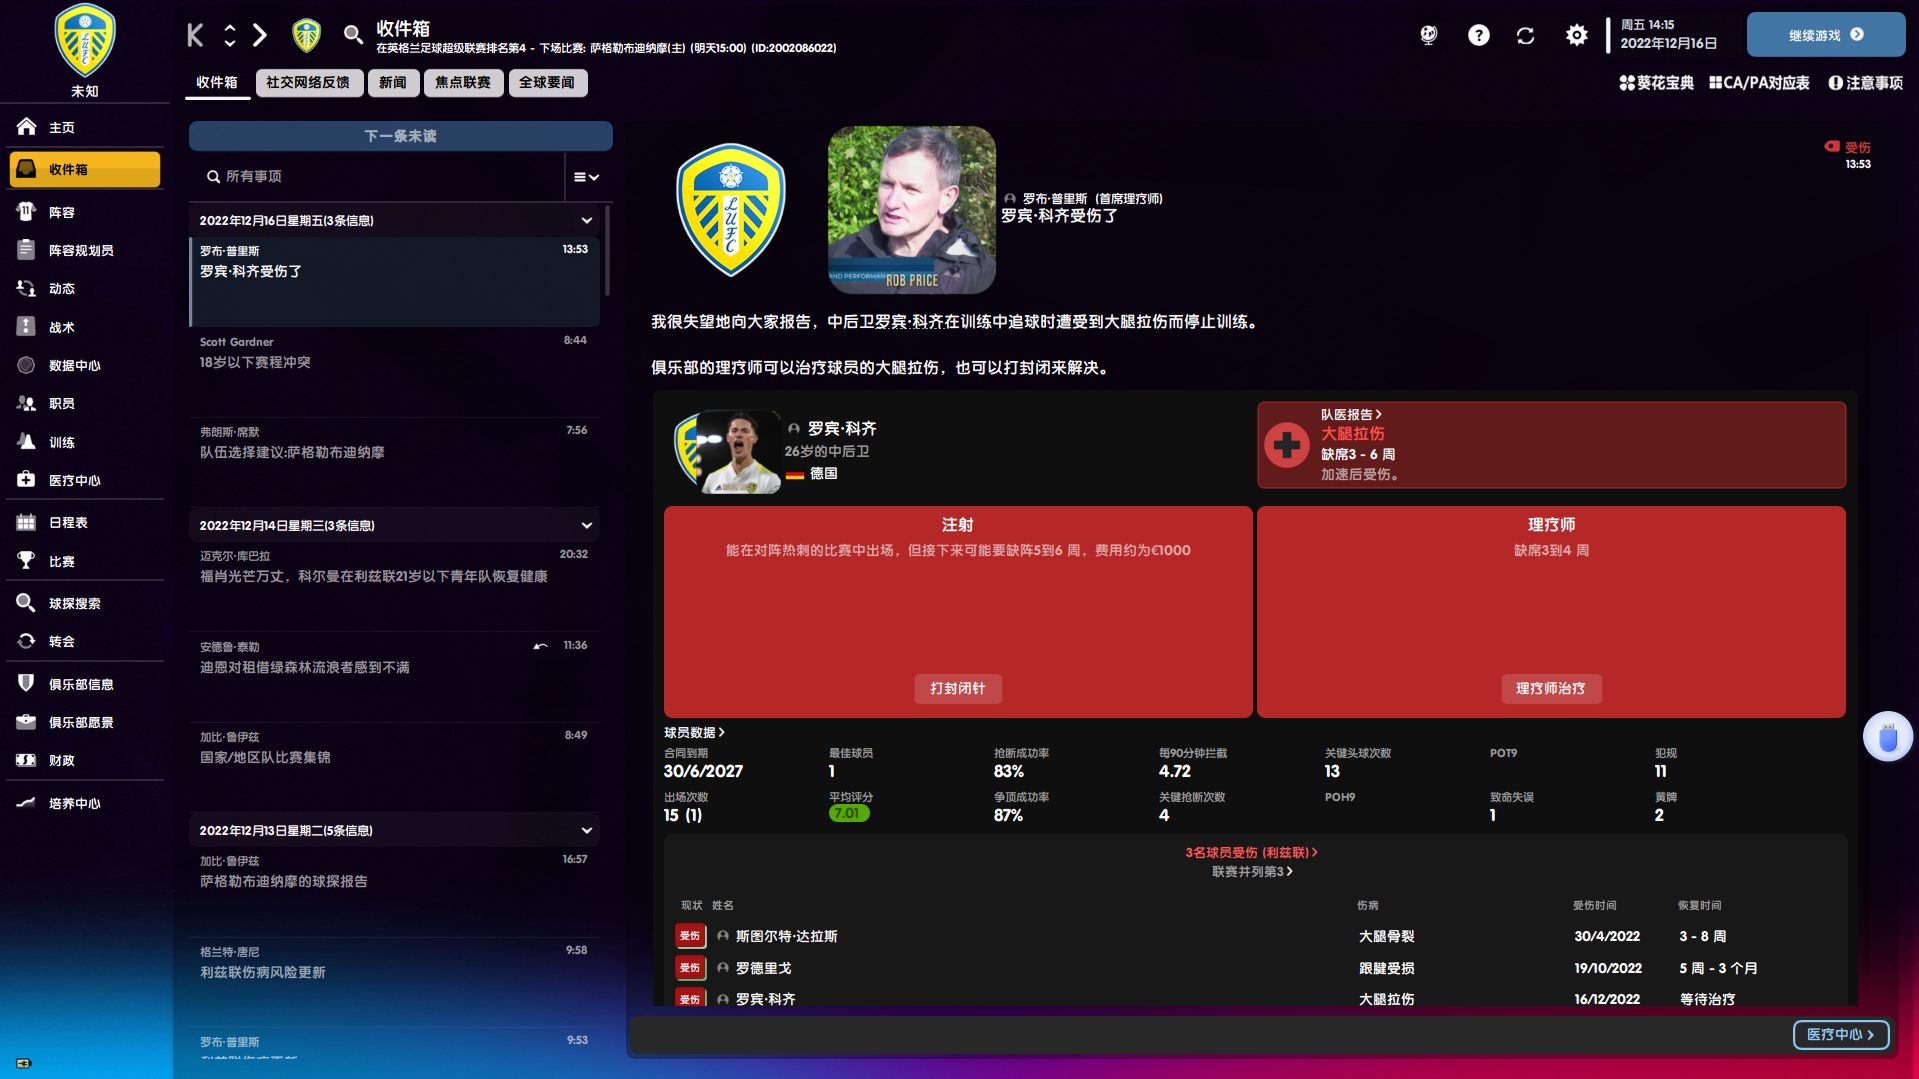 收件箱
在英格兰足球超级联赛排名第4 - 下场比赛: 萨格勒布迪纳摩(主) (明天15:00) (ID:2002086022)
周五 14:15
2022年12月16日
继续游戏
未知
收件箱
社交网络反馈
新闻
焦点联赛
全球要闻
葵花宝典
CA/PA对应表
注意事项
主页
收件箱
阵容
阵容规划员
动态
战术
数据中心
职员
训练
医疗中心
日程表
比赛
球探搜索
转会
俱乐部信息
俱乐部愿景
财政
培养中心
下一条未读
所有事项
2022年12月16日星期五(3条信息)
罗布·普里斯 13:53
罗宾·科齐受伤了
Scott Gardner 8:44
18岁以下赛程冲突
弗朗斯·席默 7:56
队伍选择建议:萨格勒布迪纳摩
2022年12月14日星期三(3条信息)
迈克尔·库巴拉 20:32
福肖光芒万丈，科尔曼在利兹联21岁以下青年队恢复健康
安德鲁·泰勒 11:36
迪恩对租借绿森林流浪者感到不满
加比·鲁伊兹 8:49
国家/地区队比赛集锦
2022年12月13日星期二(5条信息)
加比·鲁伊兹 16:57
萨格勒布迪纳摩的球探报告
格兰特·唐尼 9:58
利兹联伤病风险更新
罗布·普里斯 9:53
LUFC
AND PERFORMAN
ROB PRICE
罗布·普里斯 (首席理疗师)
罗宾·科齐受伤了
受伤
13:53
我很失望地向大家报告，中后卫罗宾·科齐在训练中追球时遭受到大腿拉伤而停止训练。
俱乐部的理疗师可以治疗球员的大腿拉伤，也可以打封闭来解决。
罗宾·科齐
26岁的中后卫
德国
队医报告
大腿拉伤
缺席3 - 6 周
加速后受伤。
注射
能在对阵热刺的比赛中出场，但接下来可能要缺阵5到6 周，费用约为€1000
打封闭针
理疗师
缺席3到4 周
理疗师治疗
球员数据
合同到期 最佳球员 抢断成功率 每90分钟拦截 关键头球次数 POT9 犯规
30/6/2027 1 83% 4.72 13 11
出场次数 平均评分 争顶成功率 关键抢断次数 POH9 致命失误 黄牌
15 (1) 7.01 87% 4 1 2
3名球员受伤 (利兹联)
联赛并列第3
现状 姓名 伤病 受伤时间 恢复时间
受伤 斯图尔特·达拉斯 大腿骨裂 30/4/2022 3 - 8 周
受伤 罗德里戈 跟腱受损 19/10/2022 5 周 - 3 个月
受伤 罗宾·科齐 大腿拉伤 16/12/2022 等待治疗
医疗中心